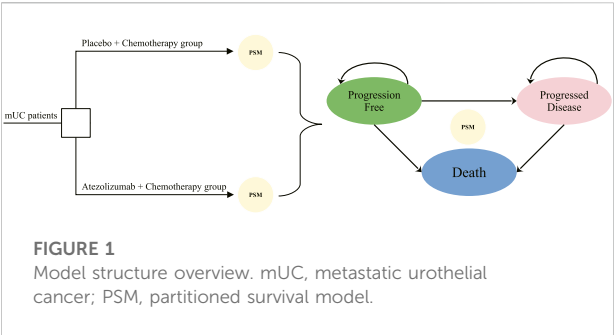 Placebo + Chemotherapy group
PSM
mUC patients
Atezolizumab + Chemotherapy group
PSM
Progression
Free
Progressed
Disease
PSM
Death
FIGURE 1
Model structure overview. mUC, metastatic urothelial
cancer; PSM, partitioned survival model.